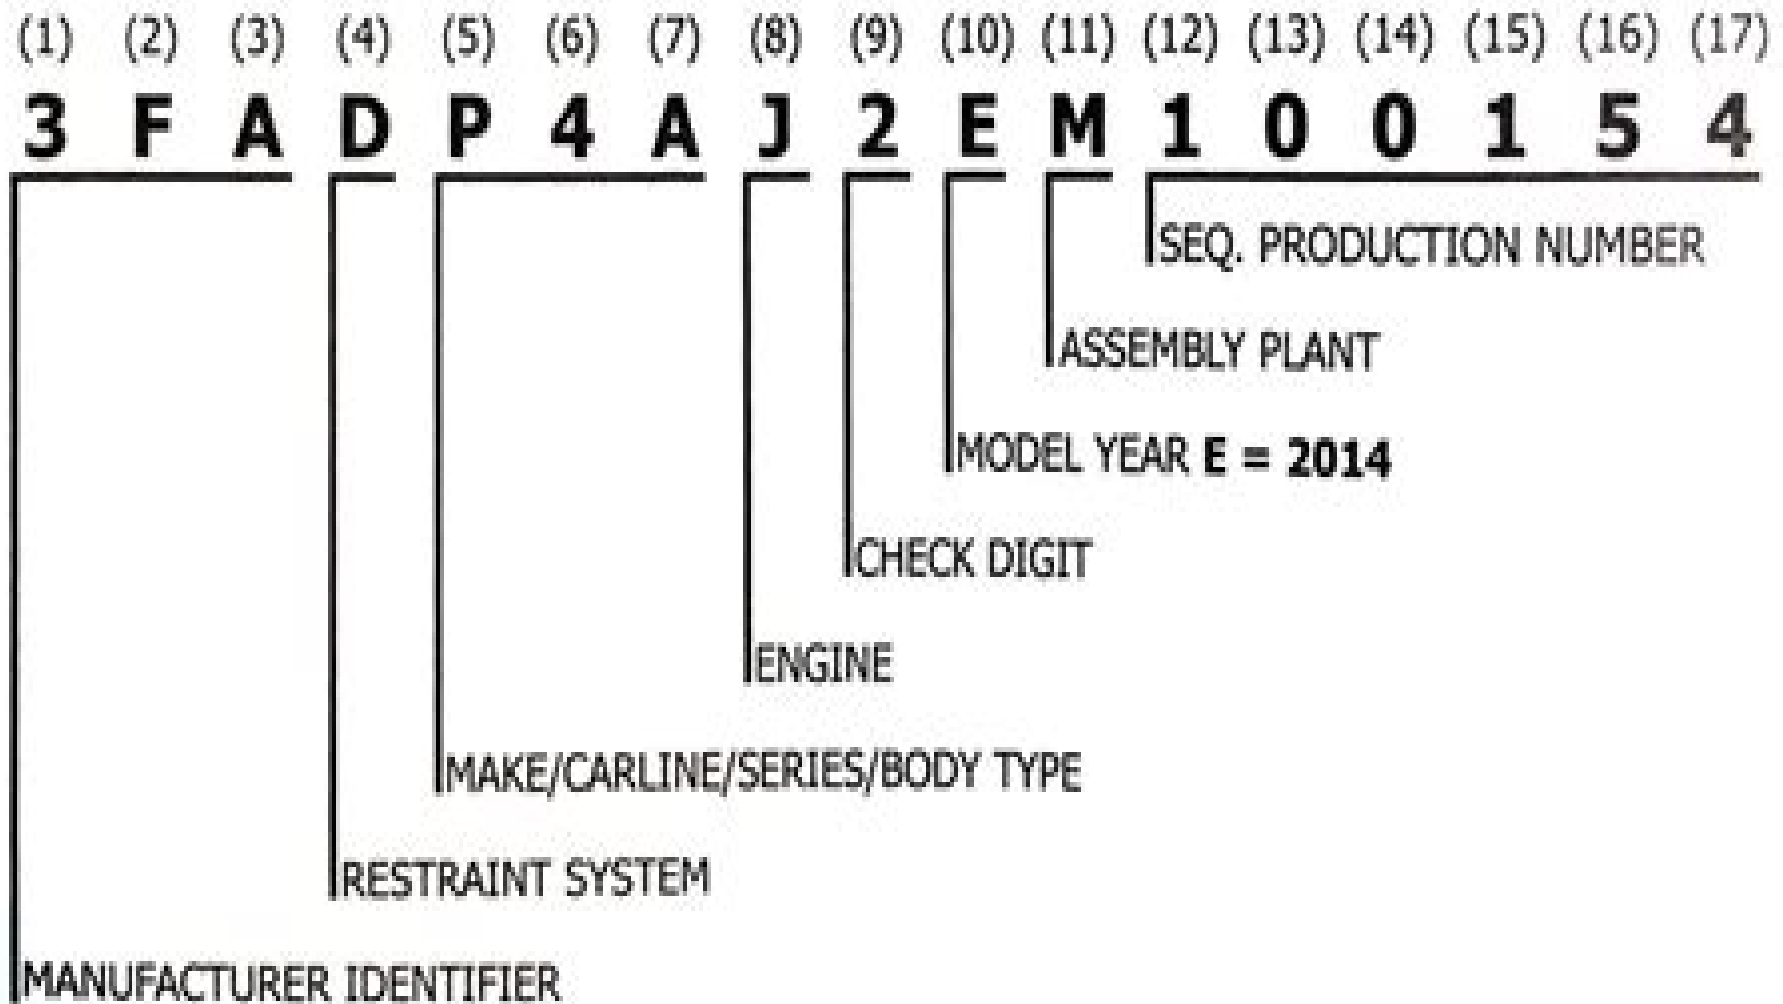 (1) (2) (3) (4) (5) (6) (7) (8) (9) (10) (11) (12) (13) (14) (15) (16) (17)
3 F A D P 4 A J 2 E M 1 0 0 1 5 4
SEQ. PRODUCTION NUMBER
ASSEMBLY PLANT
MODEL YEAR E = 2014
CHECK DIGIT
ENGINE
MAKE/CARLINE/SERIES/BODY TYPE
RESTRAINT SYSTEM
MANUFACTURER IDENTIFIER